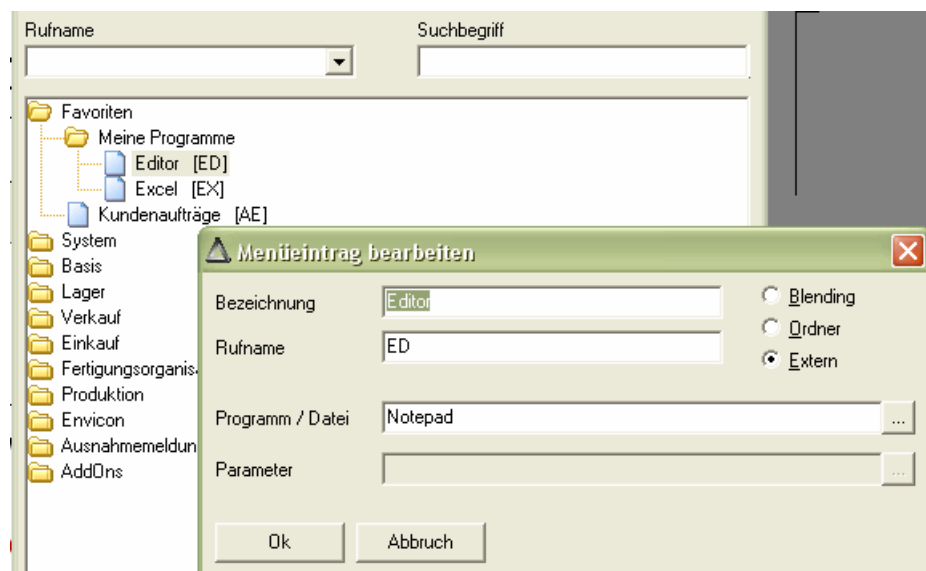 Rufname Suchbegriff
Favoriten
Meine Programme
Editor [ED]
Excel [EX]
Kundenaufträge [AE]
System
Basis
Lager
Verkauf
Einkauf
Fertigungsorganis
Produktion
Envicon
Ausnahmemeldun
AddOns
Menüeintrag bearbeiten
Bezeichnung Editor Blending
Ordner
Rufname ED Extern
Programm / Datei Notepad ...
Parameter ...
Ok Abbruch